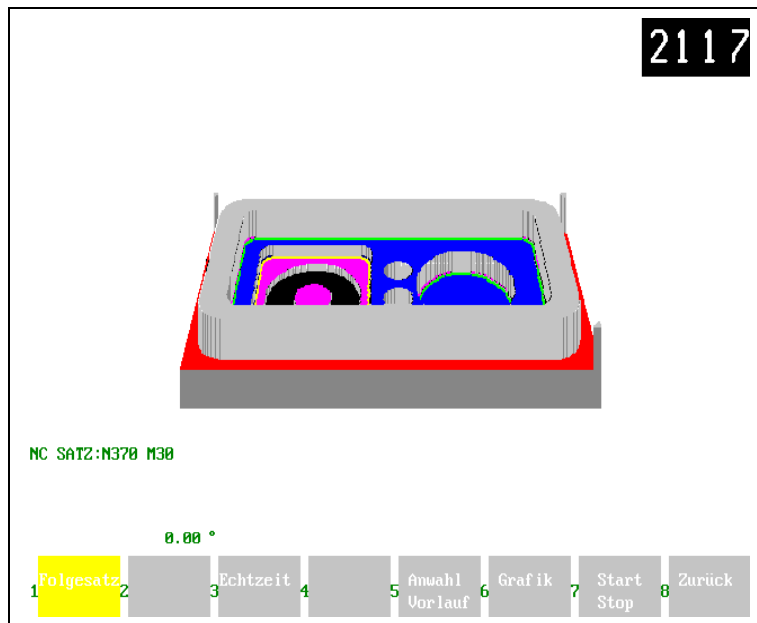 2117
NC SATZ:N370 M30
0.00 °
1 Folgesatz 2 3 Echtzeit 4 5 Anwahl 6 Grafik 7 Start 8 Zurück
Vorlauf Stop